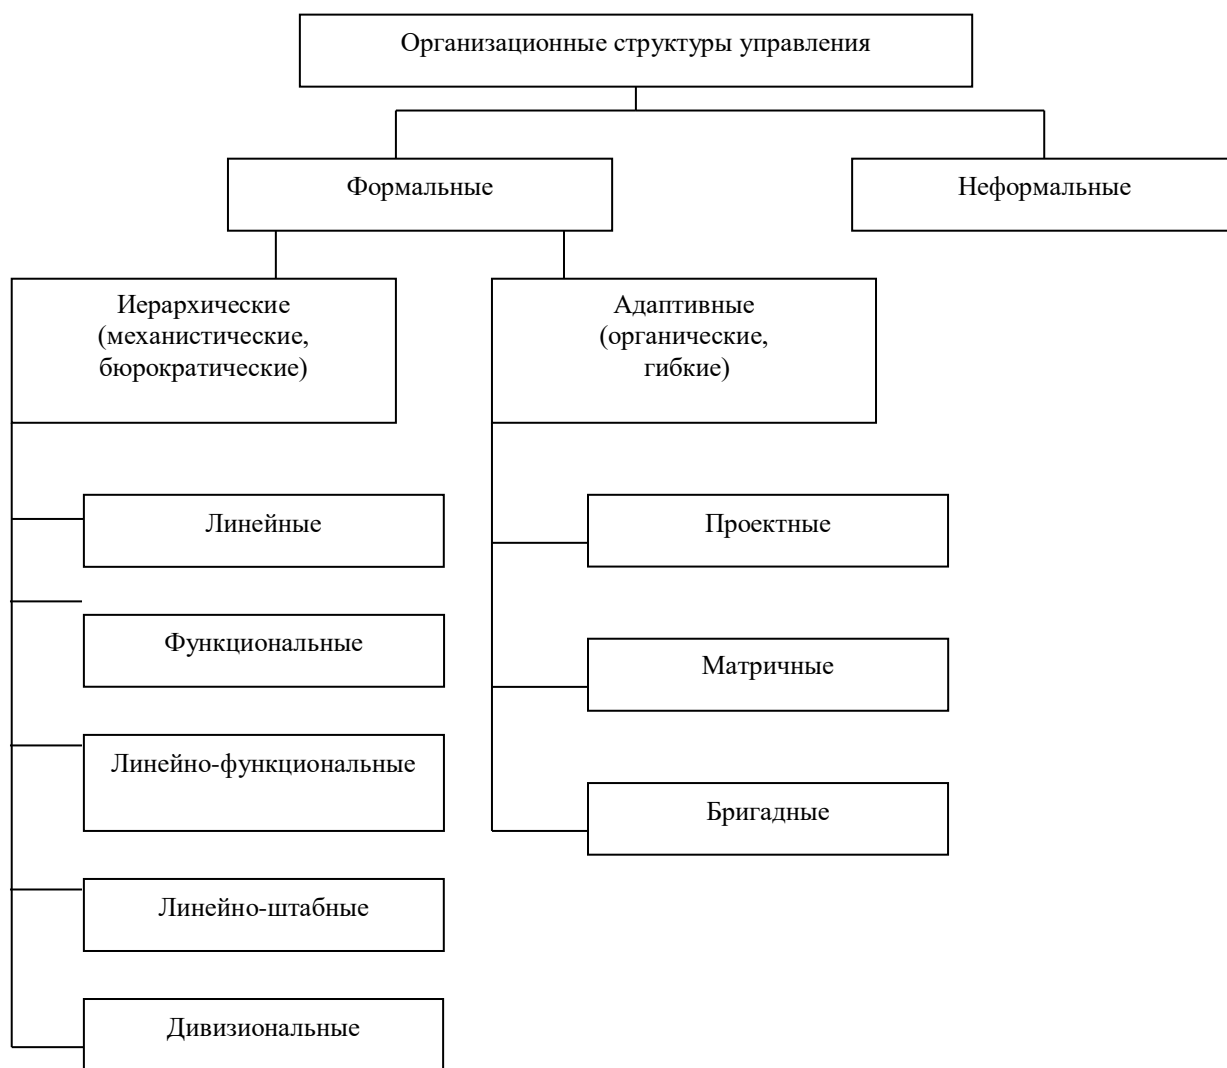 Организационные структуры управления
Формальные
Неформальные
Иерархические
(механистические,
бюрократические)
Адаптивные
(органические,
гибкие)
Линейные
Проектные
Функциональные
Матричные
Линейно-функциональные
Бригадные
Линейно-штабные
Дивизиональные